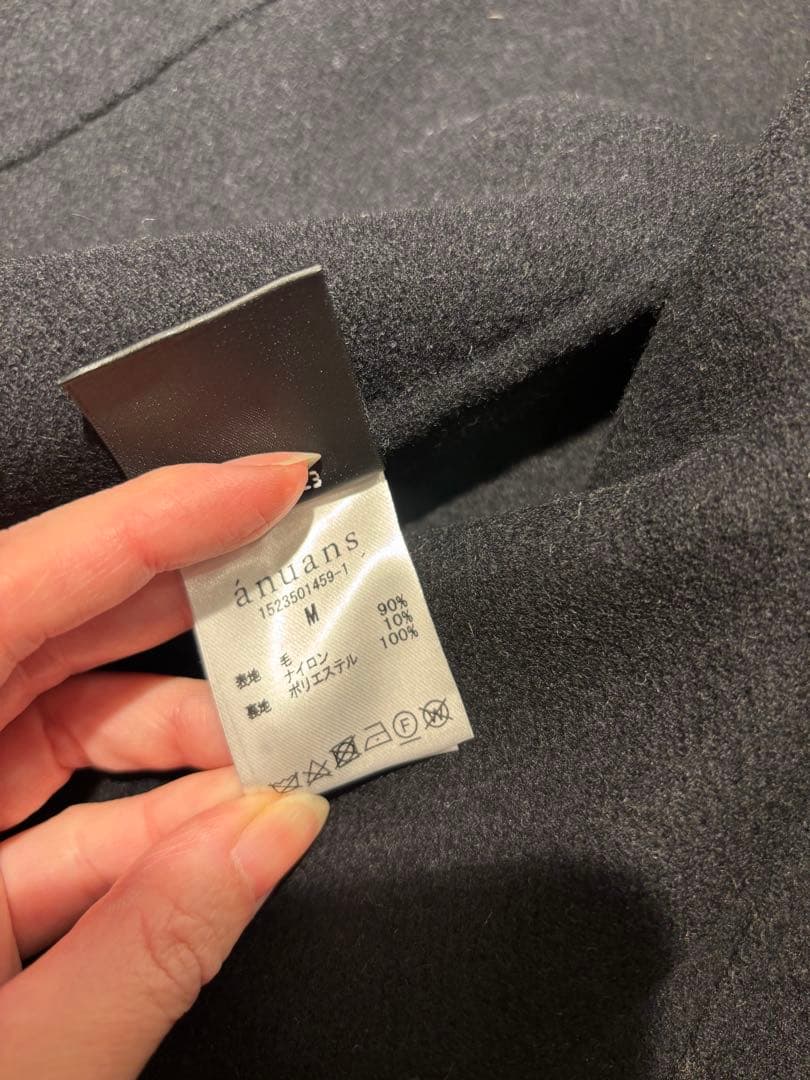 23
ánuans
1523501459-1
M
表地 毛 90%
ナイロン 10%
裏地 ポリエステル 100%
F W